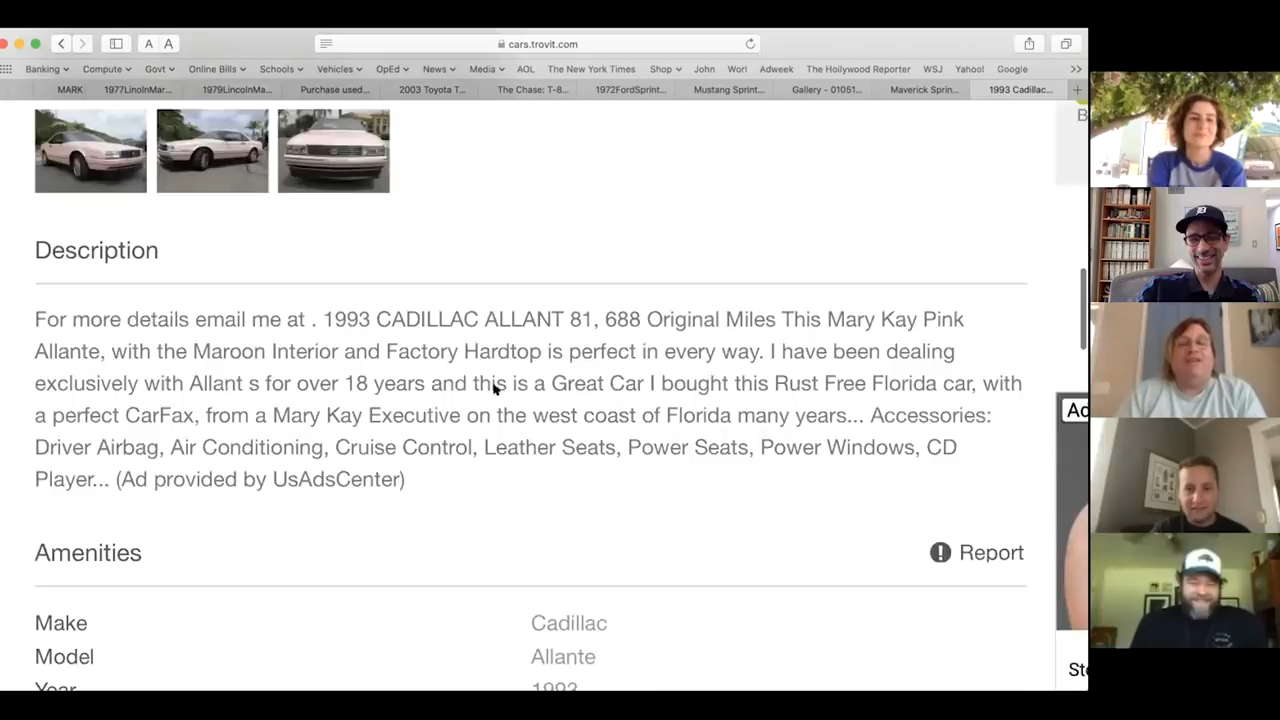 A A
cars.trovit.com
Banking Compute Govt Online Bills Schools Vehicles OpEd News Media AOL The New York Times Shop John Worl Adweek The Hollywood Reporter WSJ Yahoo! Google
MARK 1977LinolnMar... 1979LincolnMa... Purchase used... 2003 Toyota T... The Chase: T-8... 1972FordSprint... Mustang Sprint... Gallery - 01051... Maverick Sprin... 1993 Cadillac...
B
Description
For more details email me at . 1993 CADILLAC ALLANT 81, 688 Original Miles This Mary Kay Pink
Allante, with the Maroon Interior and Factory Hardtop is perfect in every way. I have been dealing
exclusively with Allant s for over 18 years and this is a Great Car I bought this Rust Free Florida car, with
a perfect CarFax, from a Mary Kay Executive on the west coast of Florida many years... Accessories:
Driver Airbag, Air Conditioning, Cruise Control, Leather Seats, Power Seats, Power Windows, CD
Player... (Ad provided by UsAdsCenter)
Ad
Amenities
Report
Make Cadillac
Model Allante
Year 1993